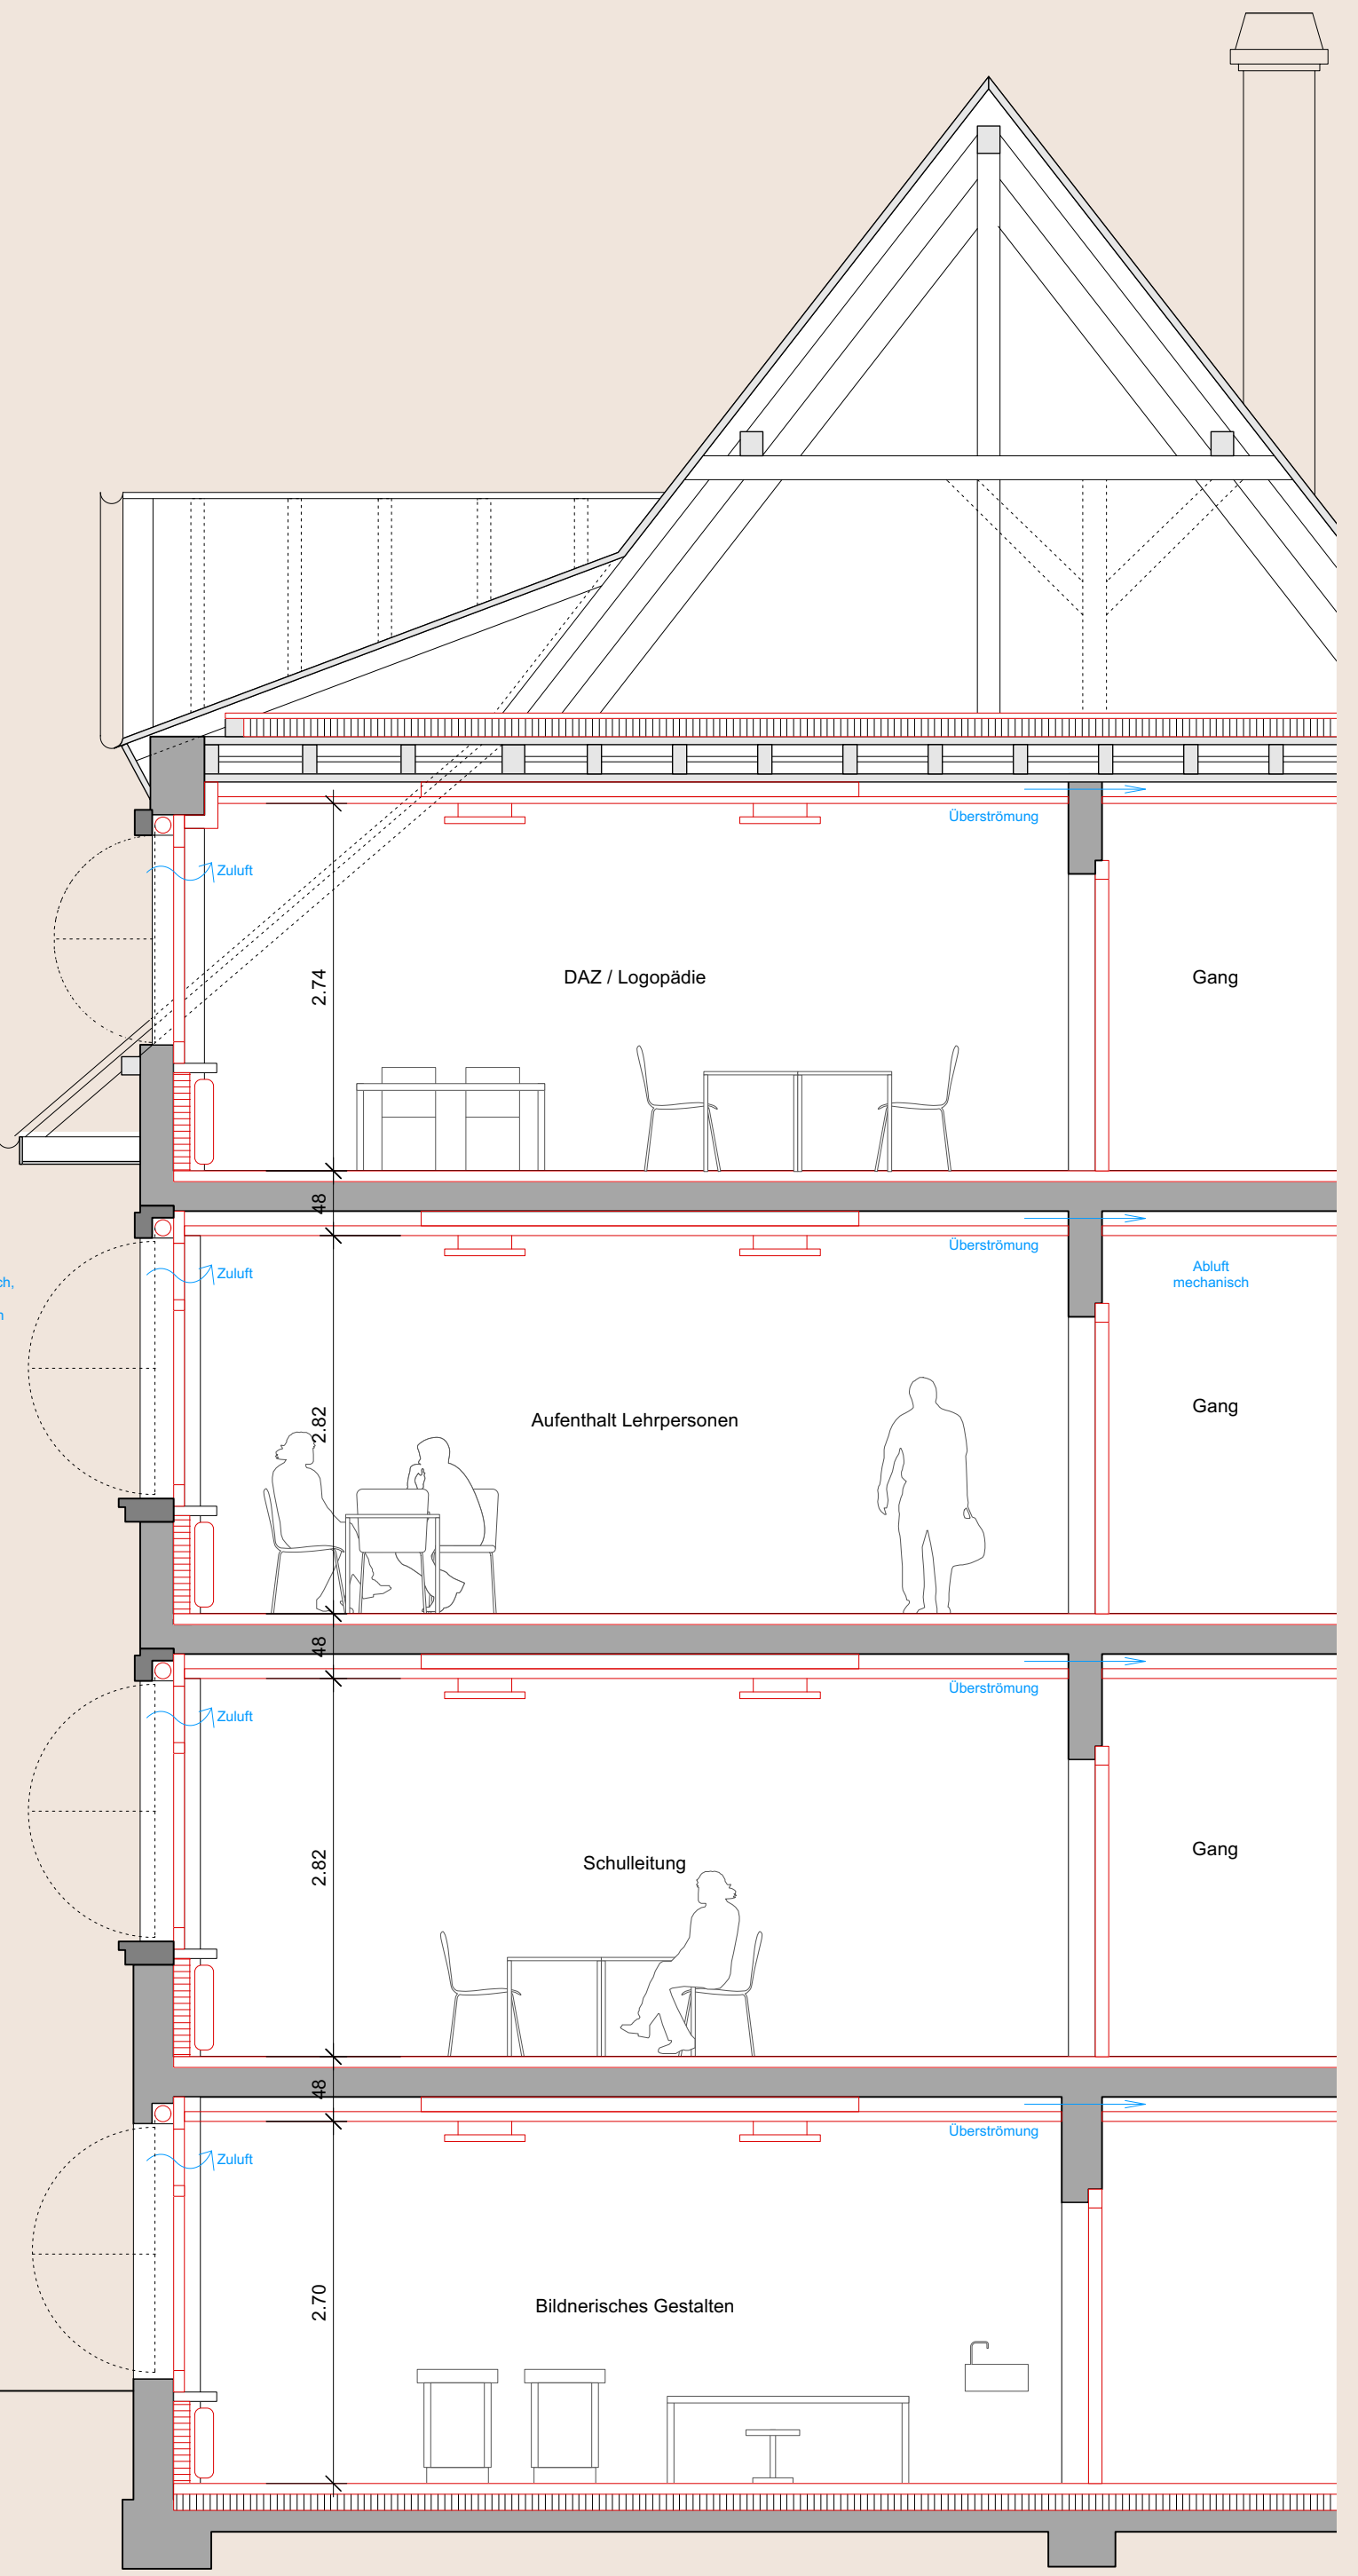 Überströmung
Zuluft
2.74
DAZ / Logopädie
Gang
48
Überströmung
Zuluft
Abluft
mechanisch
2.82
Aufenthalt Lehrpersonen
Gang
48
Überströmung
Zuluft
2.82
Schulleitung
Gang
48
Überströmung
Zuluft
2.70
Bildnerisches Gestalten